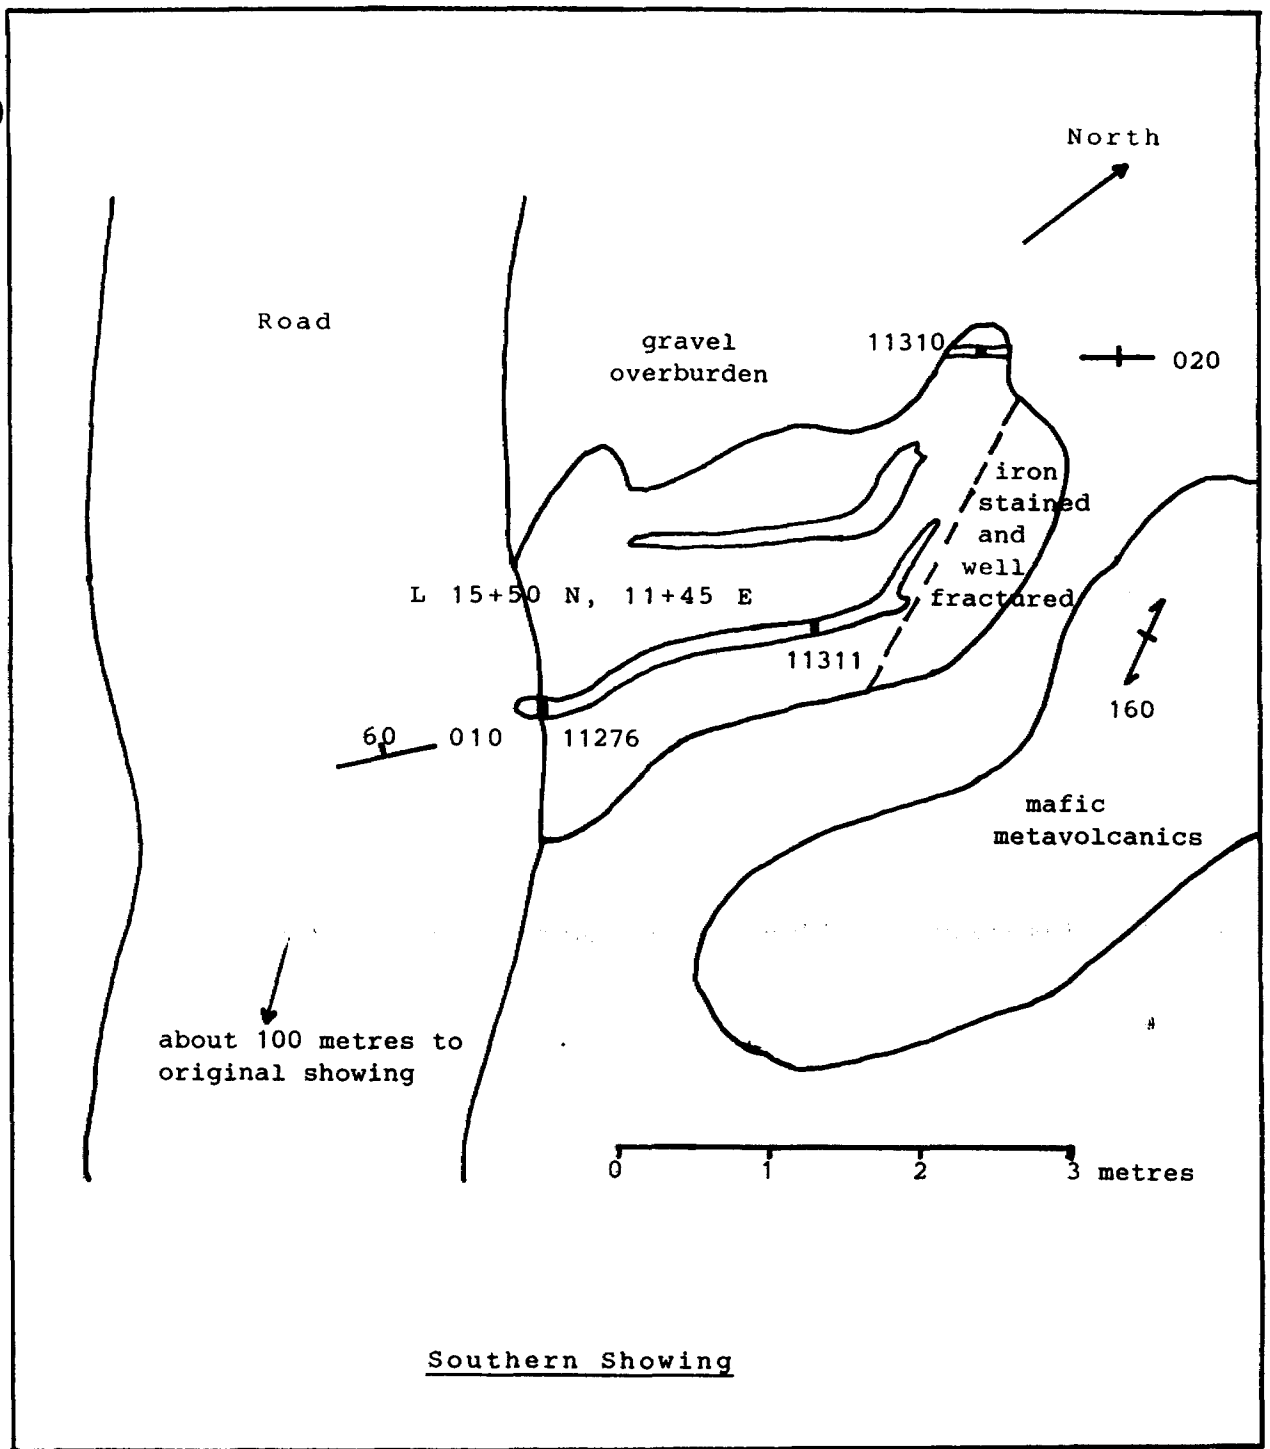 North
Road
gravel
overburden
11310
020
iron
stained
and
well
fractured
L 15+50 N, 11+45 E
11311
160
60
010
11276
mafic
metavolcanics
about 100 metres to
original showing
0 1 2 3 metres
Southern Showing